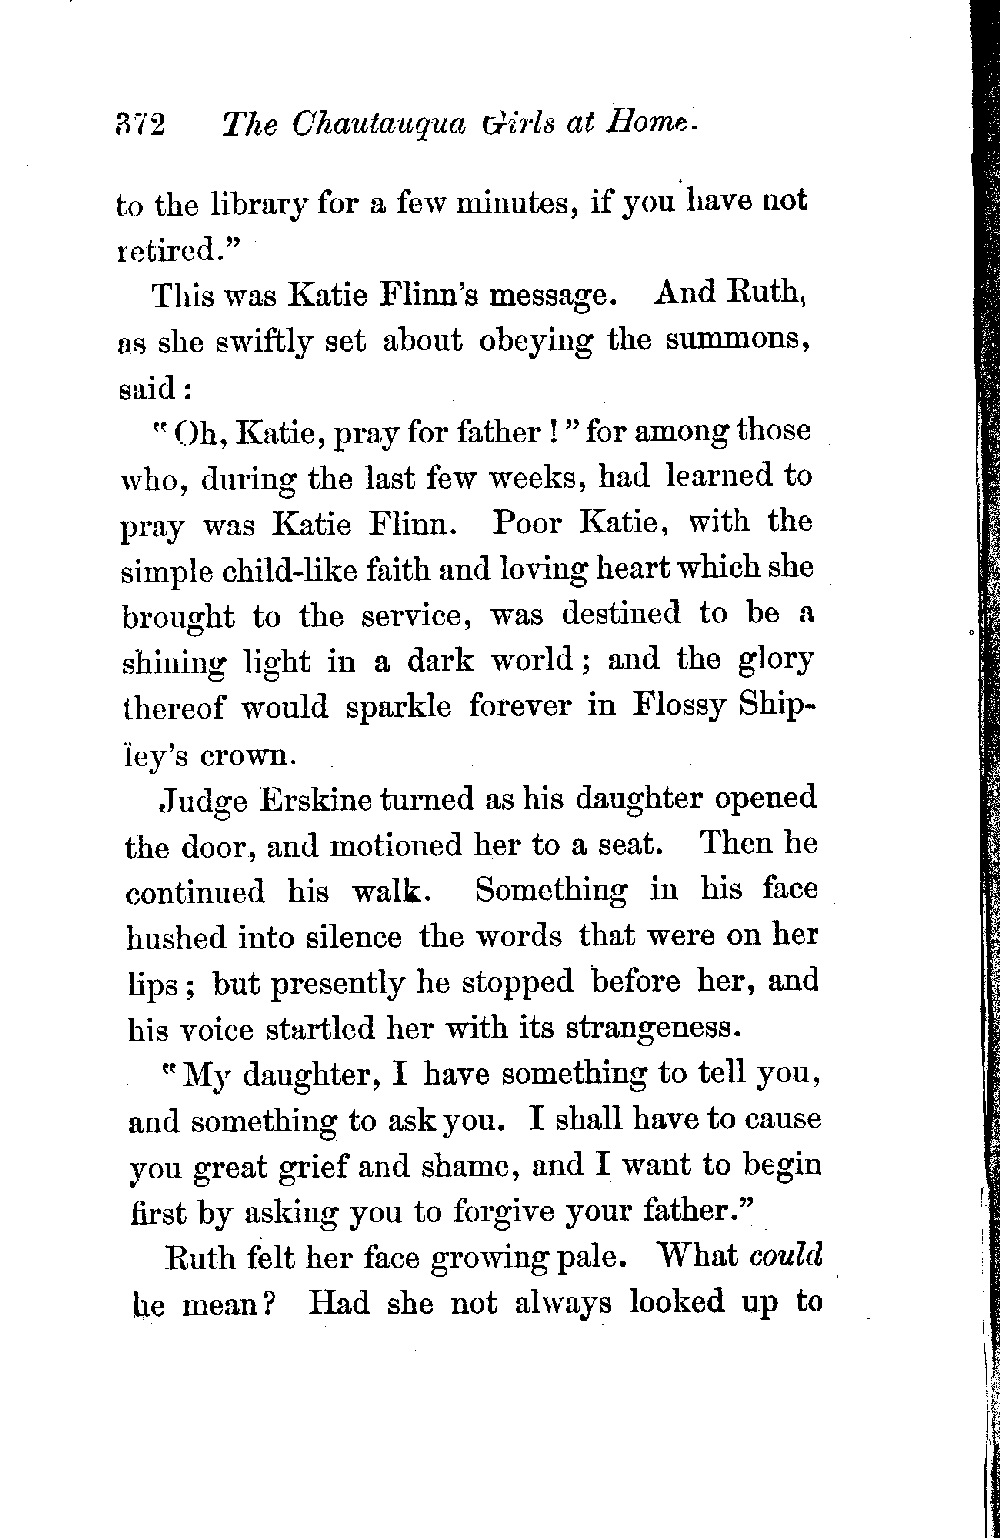 372 The Chautauqua Girls at Home.
to the library for a few minutes, if you have not
retired.”
This was Katie Flinn’s message. And Ruth,
as she swiftly set about obeying the summons,
said :
“ Oh, Katie, pray for father ! ” for among those
who, during the last few weeks, had learned to
pray was Katie Flinn. Poor Katie, with the
simple child-like faith and loving heart which she
brought to the service, was destined to be a
shining light in a dark world ; and the glory
thereof would sparkle forever in Flossy Ship-
ley’s crown.
Judge Erskine turned as his daughter opened
the door, and motioned her to a seat. Then he
continued his walk. Something in his face
hushed into silence the words that were on her
lips ; but presently he stopped before her, and
his voice startled her with its strangeness.
“ My daughter, I have something to tell you,
and something to ask you. I shall have to cause
you great grief and shame, and I want to begin
first by asking you to forgive your father.”
Ruth felt her face growing pale. What could
he mean? Had she not always looked up to